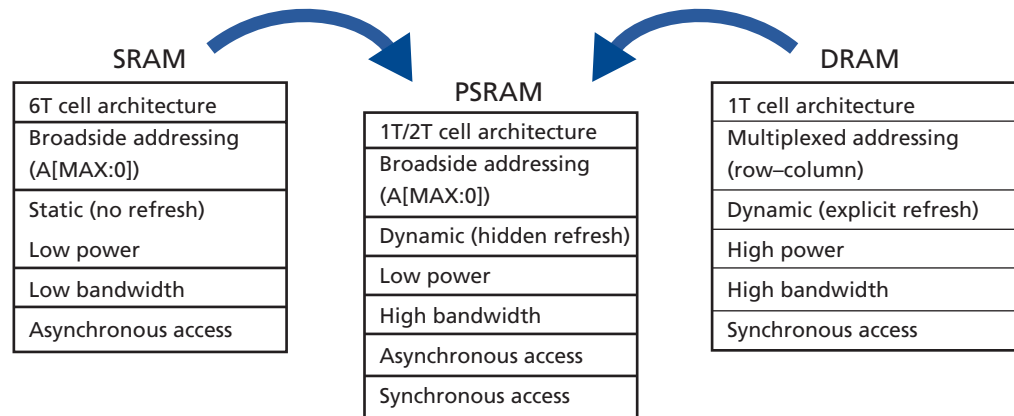 SRAM
6T cell architecture
Broadside addressing
(A[MAX:0])
Static (no refresh)
Low power
Low bandwidth
Asynchronous access
PSRAM
1T/2T cell architecture
Broadside addressing
(A[MAX:0])
Dynamic (hidden refresh)
Low power
High bandwidth
Asynchronous access
Synchronous access
DRAM
1T cell architecture
Multiplexed addressing
(row–column)
Dynamic (explicit refresh)
High power
High bandwidth
Synchronous access